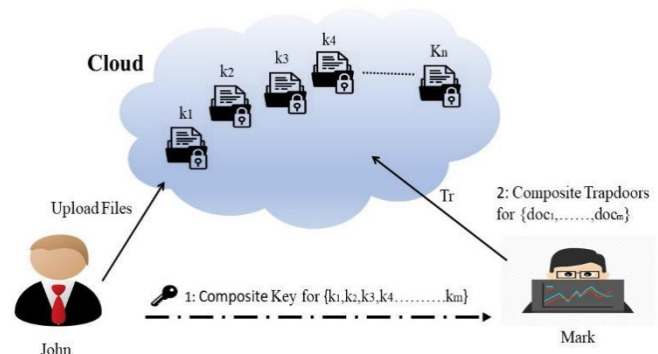 Cloud
k1
k2
k3
k4
Kn
Upload Files
Tr
2: Composite Trapdoors
for {doc₁,......,docₘ}
1: Composite Key for {k₁,k₂,k₃,k₄..........kₘ}
John
Mark